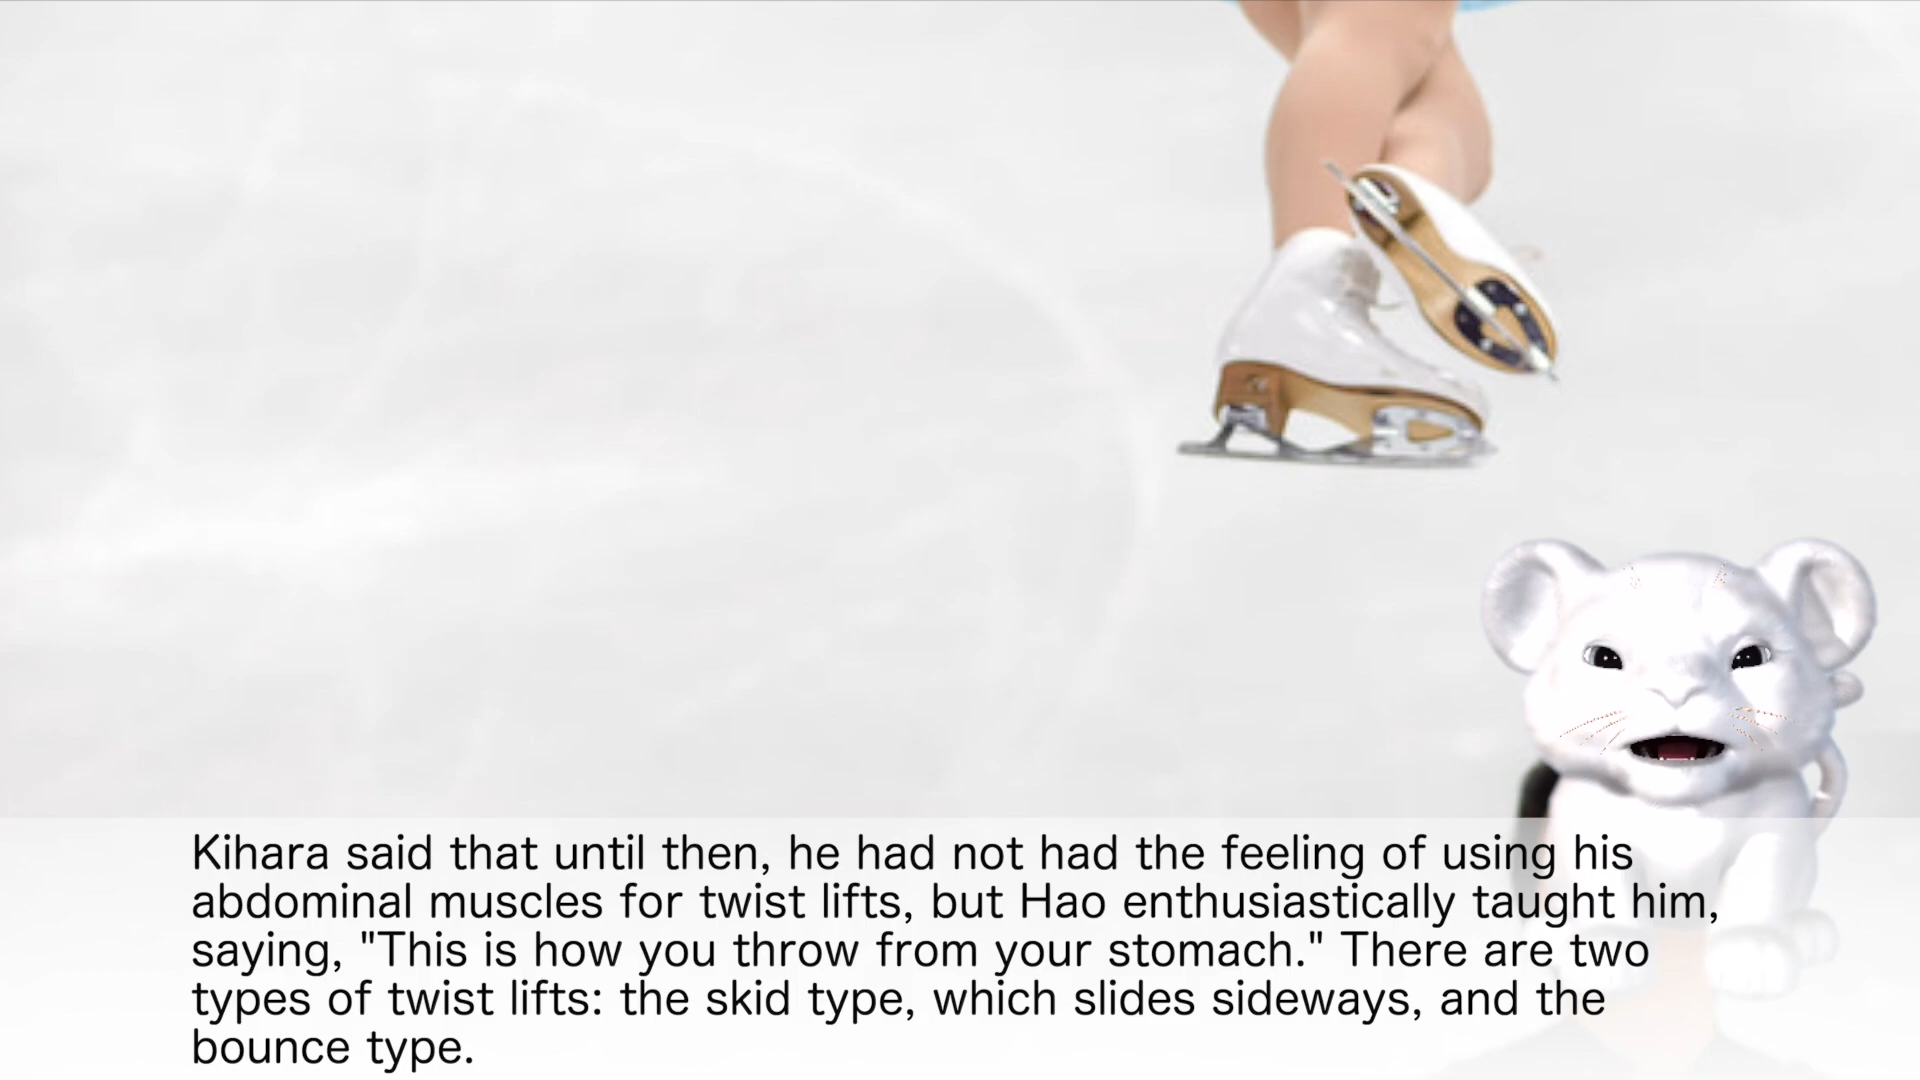 Kihara said that until then, he had not had the feeling of using his
abdominal muscles for twist lifts, but Hao enthusiastically taught him,
saying, "This is how you throw from your stomach." There are two
types of twist lifts: the skid type, which slides sideways, and the
bounce type.